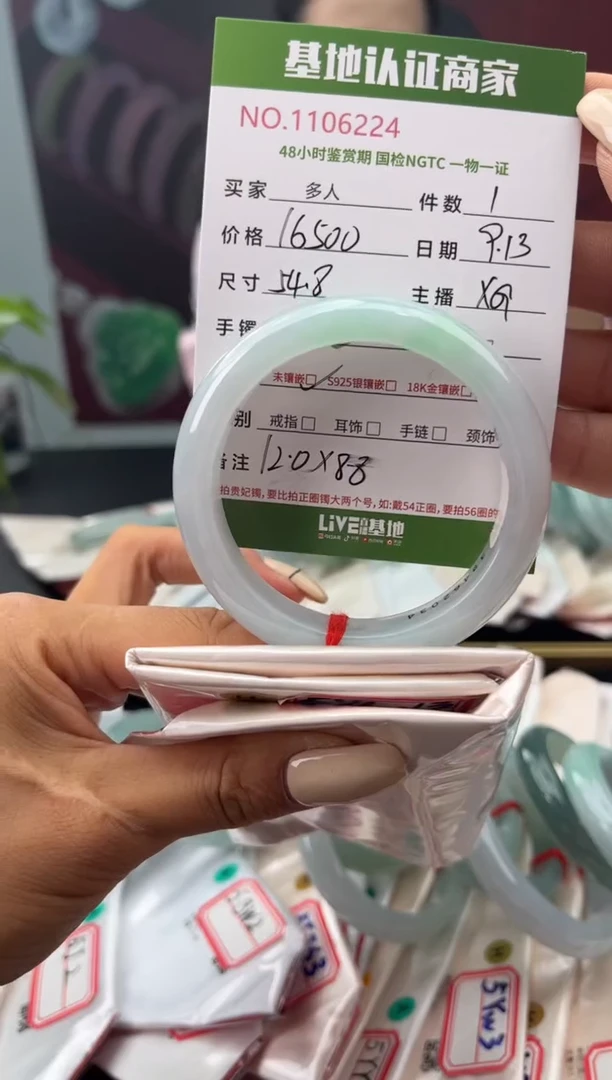 基地认证商家
NO.1106224
48小时鉴赏期 国检NGTC 一物一证
买家 多人 件数 1
价格 16500 日期 9.13
尺寸 54.8 主播 XG
手镯
未镶嵌☑ S925银镶嵌☐ 18K金镶嵌☐
别 戒指☐ 耳饰☐ 手链☐ 颈饰
备注 12.0X8.8
拍贵妃镯,要比拍正圈镯大两个号,如:戴54正圈,要拍56圈的
LiVE 基地
5YW3